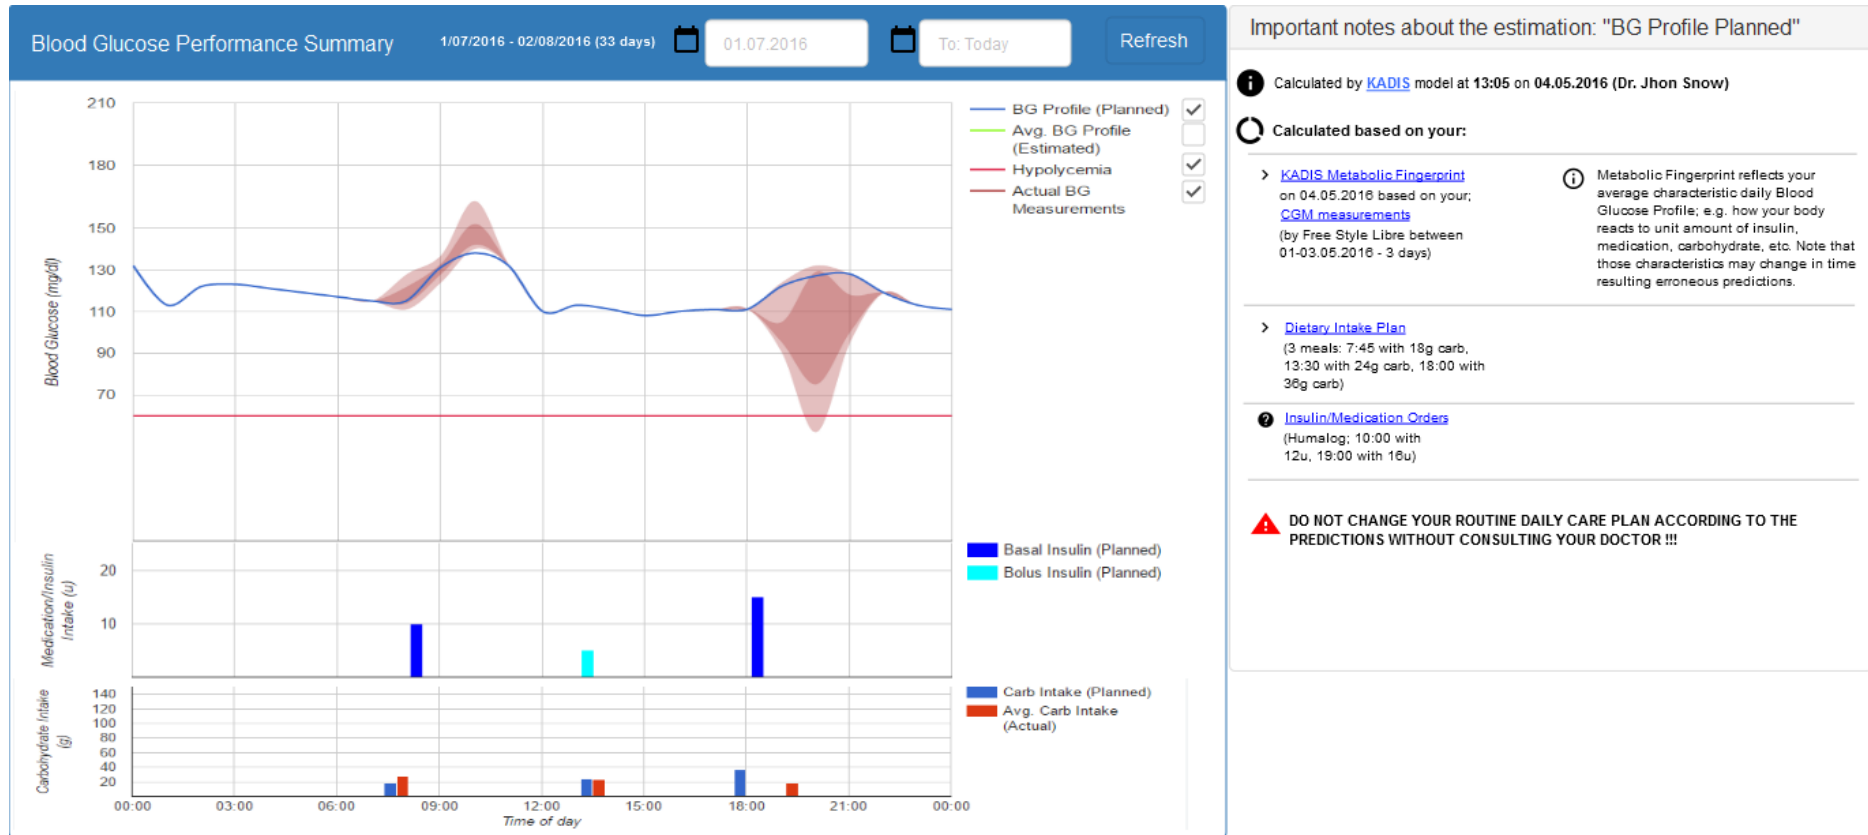 Blood Glucose Performance Summary
1/07/2016 - 02/08/2016 (33 days)
01.07.2016
To: Today
Refresh
210
180
150
130
110
90
70
Blood Glucose (mg/dl)
BG Profile (Planned)
Avg. BG Profile
(Estimated)
Hypolycemia
Actual BG
Measurements
20
10
Medication/Insulin
Intake (u)
Basal Insulin (Planned)
Bolus Insulin (Planned)
140
120
100
80
60
40
20
Carbohydrate Intake
(g)
Carb Intake (Planned)
Avg. Carb Intake
(Actual)
00:00 03:00 06:00 09:00 12:00 15:00 18:00 21:00 00:00
Time of day
Important notes about the estimation: "BG Profile Planned"
Calculated by KADIS model at 13:05 on 04.05.2016 (Dr. Jhon Snow)
Calculated based on your:
KADIS Metabolic Fingerprint
on 04.05.2016 based on your;
CGM measurements
(by Free Style Libre between
01-03.05.2016 - 3 days)
Metabolic Fingerprint reflects your
average characteristic daily Blood
Glucose Profile; e.g. how your body
reacts to unit amount of insulin,
medication, carbohydrate, etc. Note that
those characteristics may change in time
resulting erroneous predictions.
Dietary Intake Plan
(3 meals: 7:45 with 18g carb,
13:30 with 24g carb, 18:00 with
36g carb)
Insulin/Medication Orders
(Humalog; 10:00 with
12u, 19:00 with 16u)
DO NOT CHANGE YOUR ROUTINE DAILY CARE PLAN ACCORDING TO THE
PREDICTIONS WITHOUT CONSULTING YOUR DOCTOR !!!